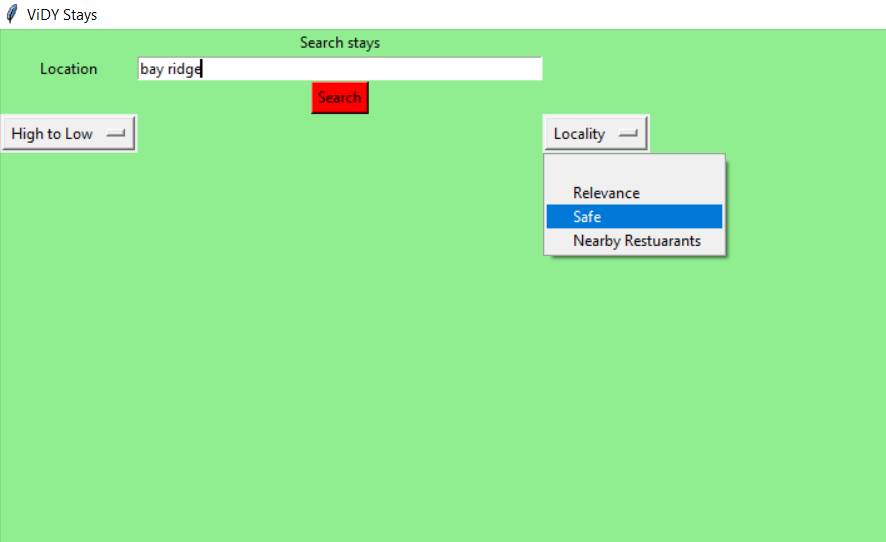 ViDY Stays
Search stays
Location bay ridge
Search
High to Low Locality
Relevance
Safe
Nearby Restuarants